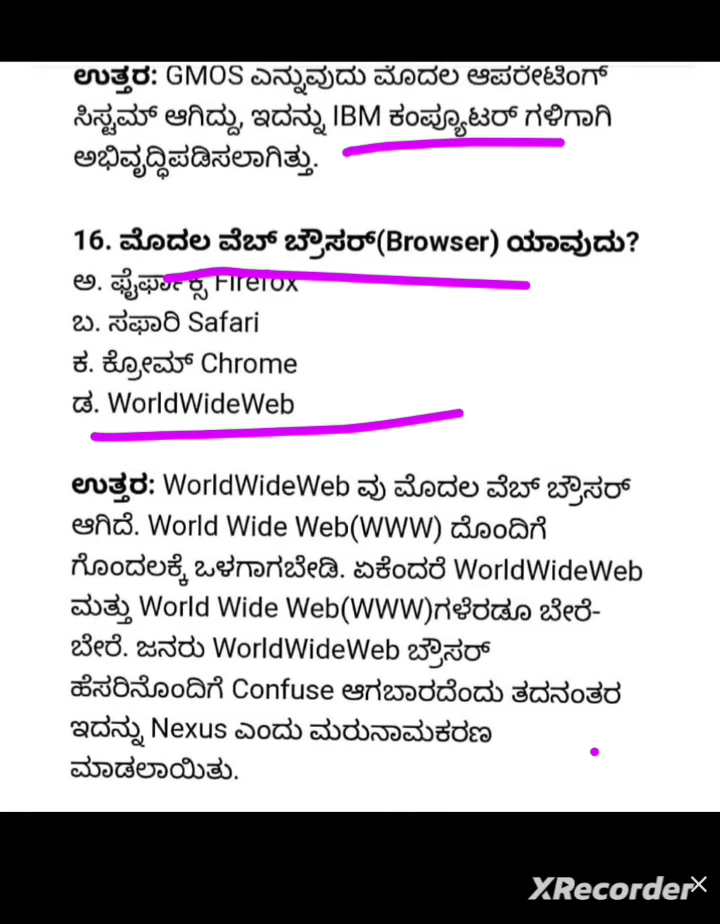 ಉತ್ತರ: GMOS ಎನ್ನುವುದು ಮೊದಲ ಆಪರೇಟಿಂಗ್
ಸಿಸ್ಟಮ್ ಆಗಿದ್ದು, ಇದನ್ನು IBM ಕಂಪ್ಯೂಟರ್ ಗಳಿಗಾಗಿ
ಅಭಿವೃದ್ಧಿಪಡಿಸಲಾಗಿತ್ತು.
16. ಮೊದಲ ವೆಬ್ ಬ್ರೌಸರ್(Browser) ಯಾವುದು?
ಅ. ಫೈರ್ಫಾಕ್ಸ Firefox
ಬ. ಸಫಾರಿ Safari
ಕ. ಕ್ರೋಮ್ Chrome
ಡ. WorldWideWeb
ಉತ್ತರ: WorldWideWeb ವು ಮೊದಲ ವೆಬ್ ಬ್ರೌಸರ್
ಆಗಿದೆ. World Wide Web(WWW) ದೊಂದಿಗೆ
ಗೊಂದಲಕ್ಕೆ ಒಳಗಾಗಬೇಡಿ. ಏಕೆಂದರೆ WorldWideWeb
ಮತ್ತು World Wide Web(WWW)ಗಳೆರಡೂ ಬೇರೆ-
ಬೇರೆ. ಜನರು WorldWideWeb ಬ್ರೌಸರ್
ಹೆಸರಿನೊಂದಿಗೆ Confuse ಆಗಬಾರದೆಂದು ತದನಂತರ
ಇದನ್ನು Nexus ಎಂದು ಮರುನಾಮಕರಣ
ಮಾಡಲಾಯಿತು.
XRecorder